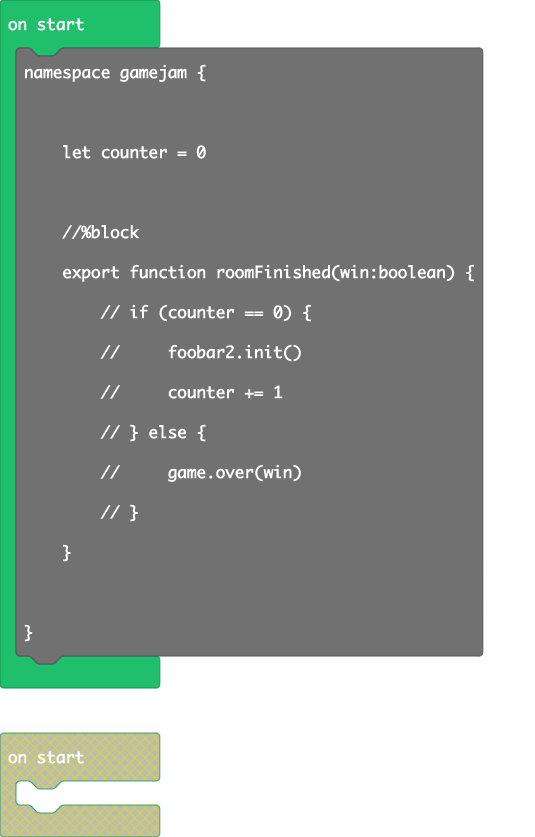 on start
namespace gamejam {
let counter = 0
//%block
export function roomFinished(win:boolean) {
// if (counter == 0) {
//     foobar2.init()
//     counter += 1
// } else {
//     game.over(win)
// }
}
}
on start